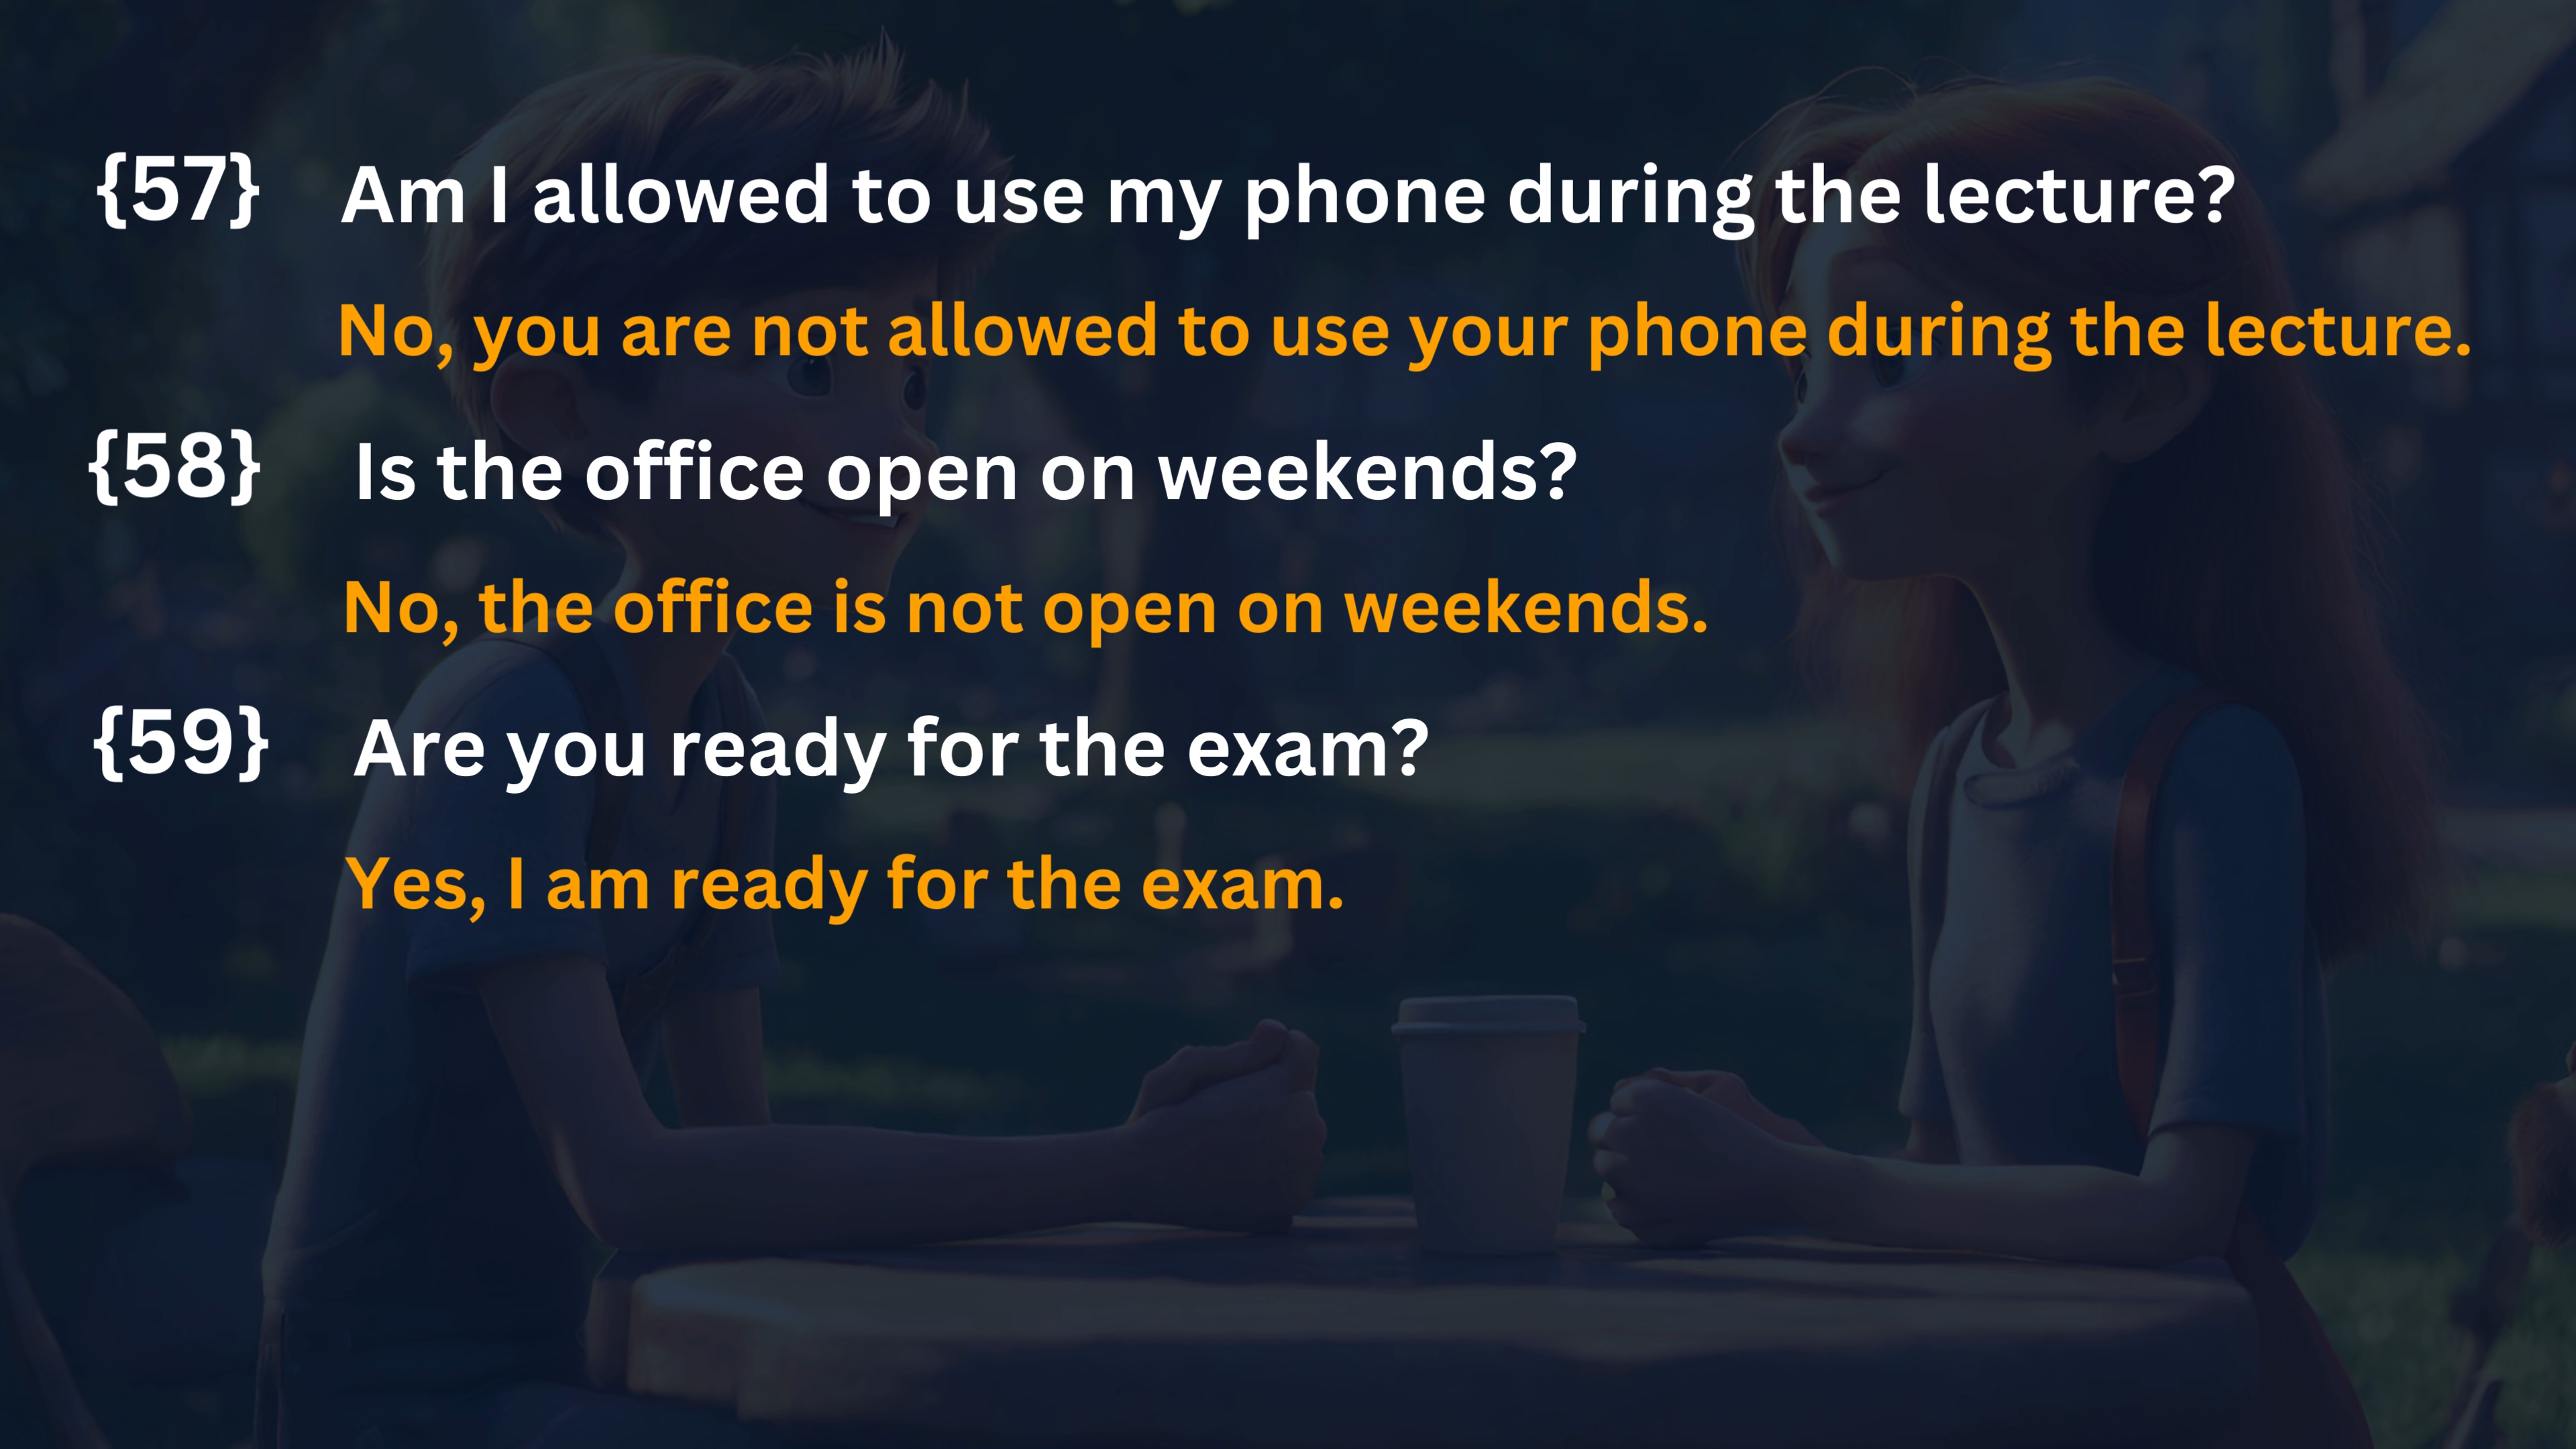 {57} Am I allowed to use my phone during the lecture?
No, you are not allowed to use your phone during the lecture.
{58} Is the office open on weekends?
No, the office is not open on weekends.
{59} Are you ready for the exam?
Yes, I am ready for the exam.